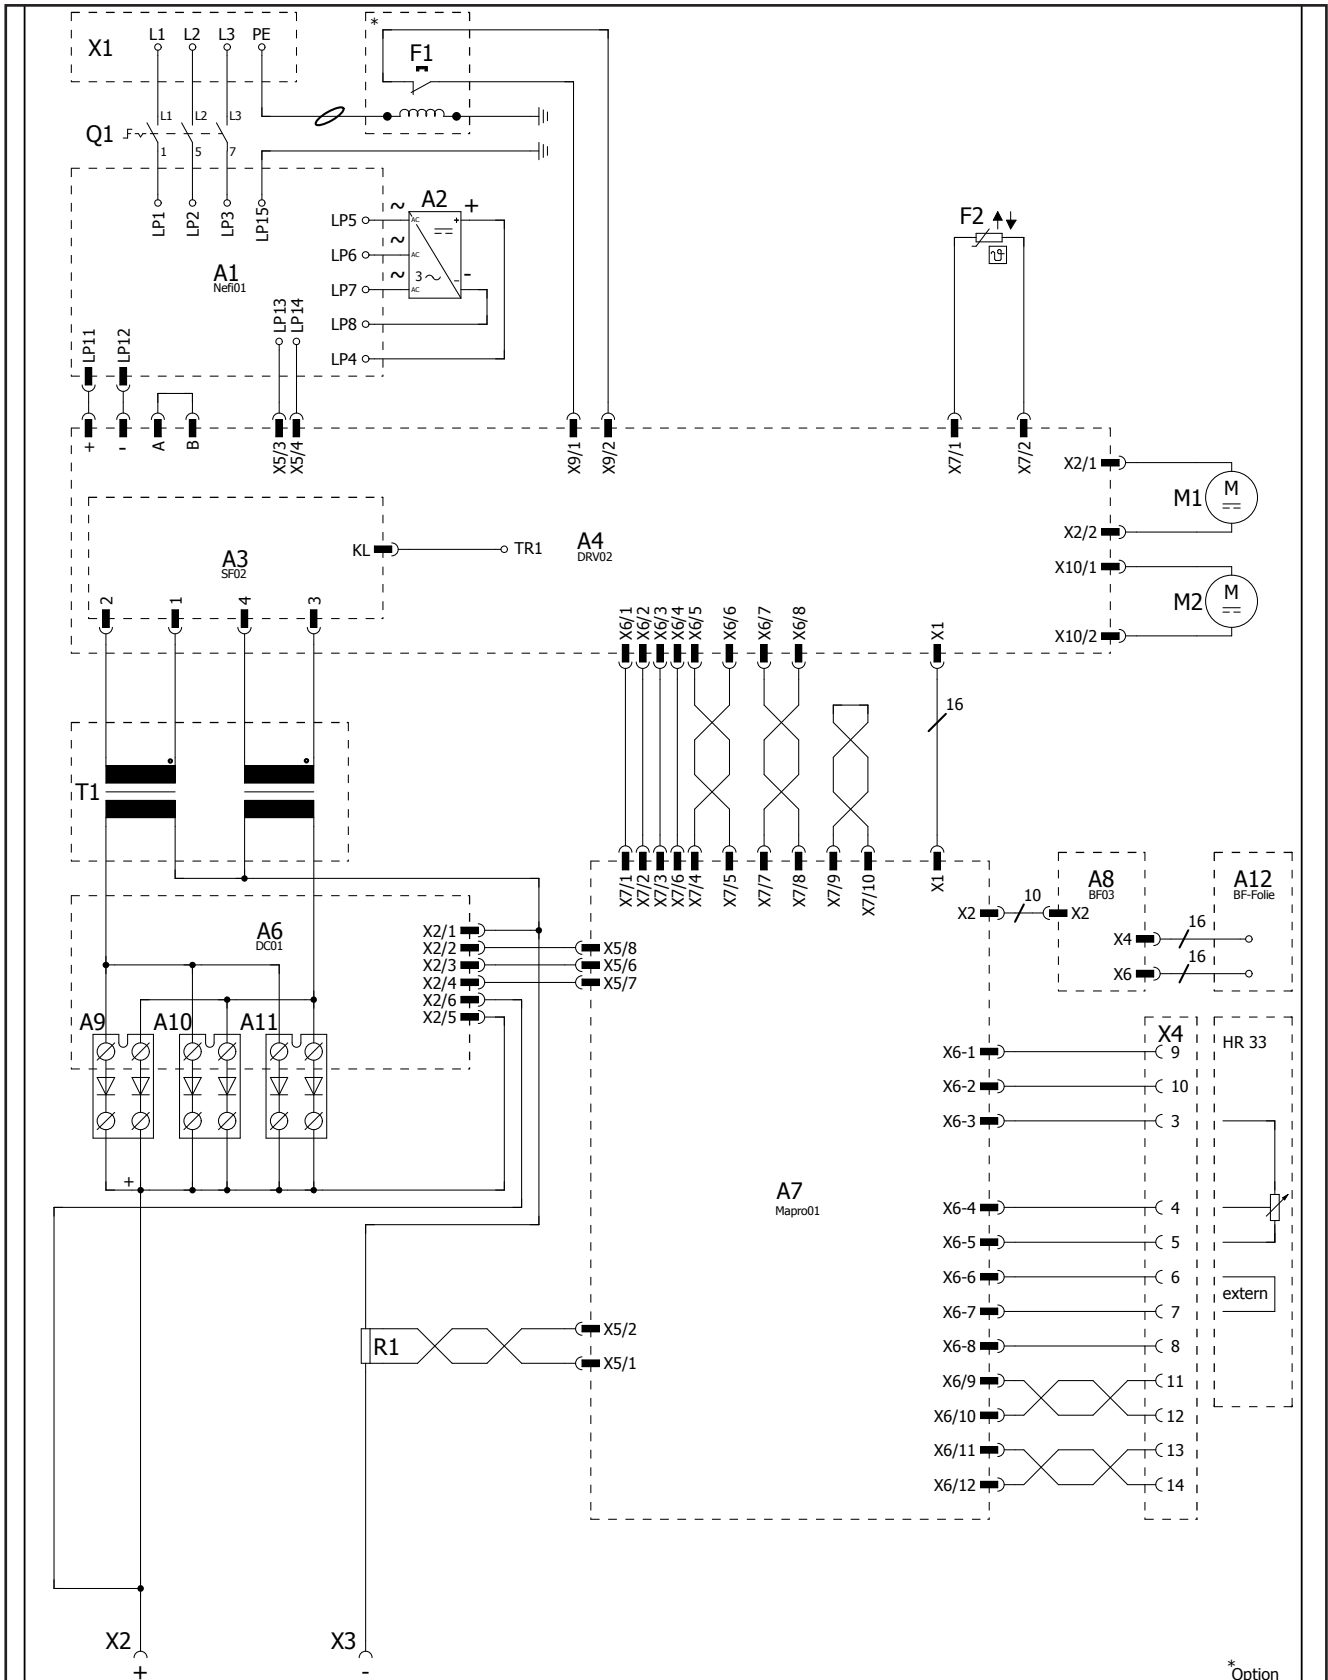 *
L1 L2 L3 PE
X1
F1
L1 L2 L3
Q1
1 5 7
LP1 LP2 LP3 LP15
A1
Nefi01
A2
LP5 ~ AC + +
LP6 ~ AC
LP7 ~ AC 3~ - -
LP8
LP4
LP13 LP14
LP11 LP12
F2
ϑ
+ - A B X5/3 X5/4 X9/1 X9/2 X7/1 X7/2
X2/1
M1 M
X2/2
X10/1
M2 M
X10/2
A3
SF02
KL TR1
A4
DRV02
2 1 4 3
X6/1 X6/2 X6/3 X6/4 X6/5 X6/6 X6/7 X6/8 X1
16
T1
X7/1 X7/2 X7/3 X7/6 X7/4 X7/5 X7/7 X7/8 X7/9 X7/10 X1
A6
DC01
X2/1
X2/2 X5/8
X2/3 X5/6
X2/4 X5/7
X2/6
X2/5
X2 10 X2
A8
BF03
X4 16
X6 16
A12
BF-Folie
A9 A10 A11
+
A7
Mapro01
X4
HR 33
X6-1 9
X6-2 10
X6-3 3
X6-4 4
X6-5 5
X6-6 6
X6-7 7
extern
X6-8 8
X6/9 11
X6/10 12
X6/11 13
X6/12 14
R1
X5/2
X5/1
X2
+
X3
-
*Option